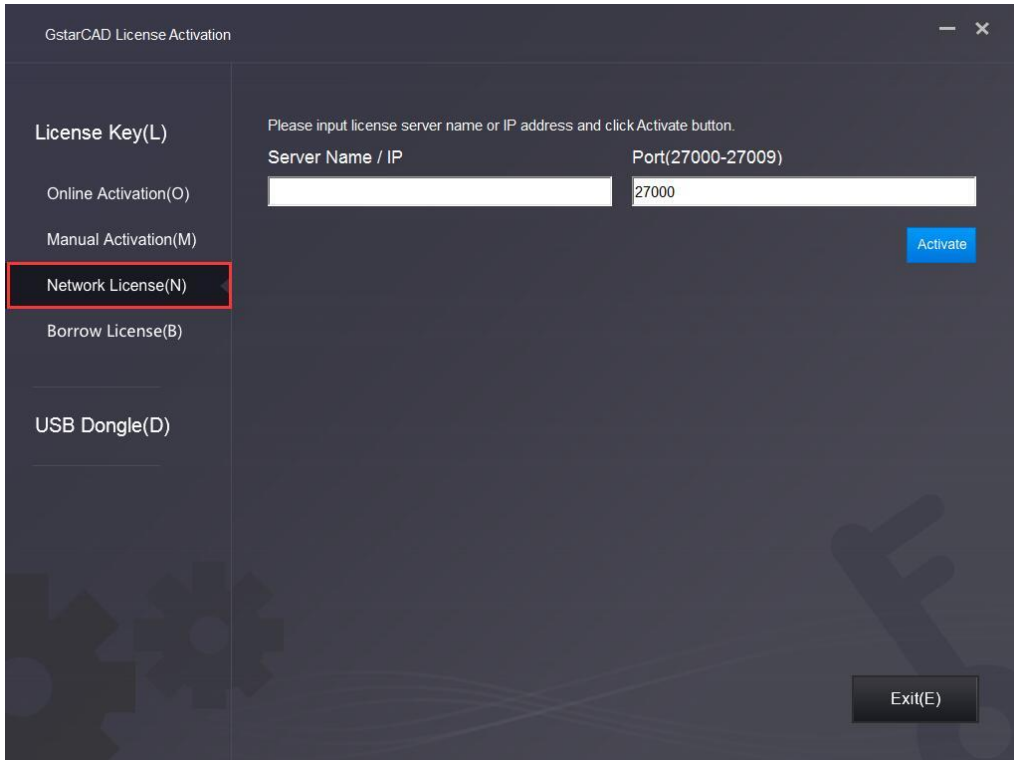 GstarCAD License Activation
License Key(L)
Online Activation(O)
Manual Activation(M)
Network License(N)
Borrow License(B)
USB Dongle(D)
Please input license server name or IP address and click Activate button.
Server Name / IP
Port(27000-27009)
27000
Activate
Exit(E)